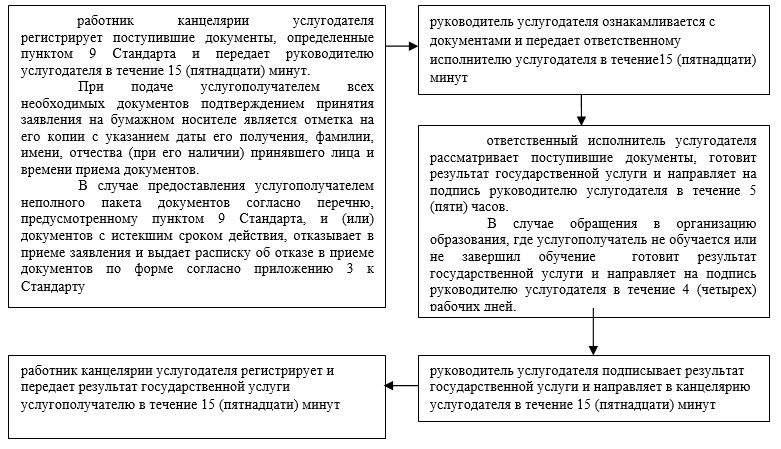 работник канцелярии услугодателя
регистрирует поступившие документы, определенные
пунктом 9 Стандарта и передает руководителю
услугодателя в течение 15 (пятнадцати) минут.
При подаче услугополучателем всех
необходимых документов подтверждением принятия
заявления на бумажном носителе является отметка на
его копии с указанием даты его получения, фамилии,
имени, отчества (при его наличии) принявшего лица и
времени приема документов.
В случае предоставления услугополучателем
неполного пакета документов согласно перечню,
предусмотренному пунктом 9 Стандарта, и (или)
документов с истекшим сроком действия, отказывает в
приеме заявления и выдает расписку об отказе в приеме
документов по форме согласно приложению 3 к
Стандарту
руководитель услугодателя ознакамливается с
документами и передает ответственному
исполнителю услугодателя в течение15 (пятнадцати)
минут
ответственный исполнитель услугодателя
рассматривает поступившие документы, готовит
результат государственной услуги и направляет на
подпись руководителю услугодателя в течение 5
(пяти) часов.
В случае обращения в организацию
образования, где услугополучатель не обучается или
не завершил обучение готовит результат
государственной услуги и направляет на подпись
руководителю услугодателя в течение 4 (четырех)
рабочих дней.
руководитель услугодателя подписывает результат
государственной услуги и направляет в канцелярию
услугодателя в течение 15 (пятнадцати) минут
работник канцелярии услугодателя регистрирует и
передает результат государственной услуги
услугополучателю в течение 15 (пятнадцати) минут